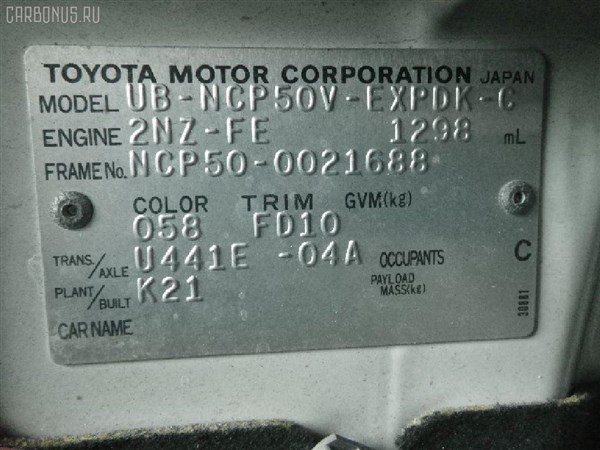 CARBONUS.RU
TOYOTA MOTOR CORPORATION JAPAN
MODEL UB-NCP50V-EXPDK-C
ENGINE 2NZ-FE 1298 mL
FRAME No. NCP50-0021688
COLOR TRIM GVM(kg)
058 FD10
TRANS./AXLE U441E -04A OCCUPANTS C
PLANT/BUILT K21 PAYLOAD MASS(kg)
CAR NAME
10881